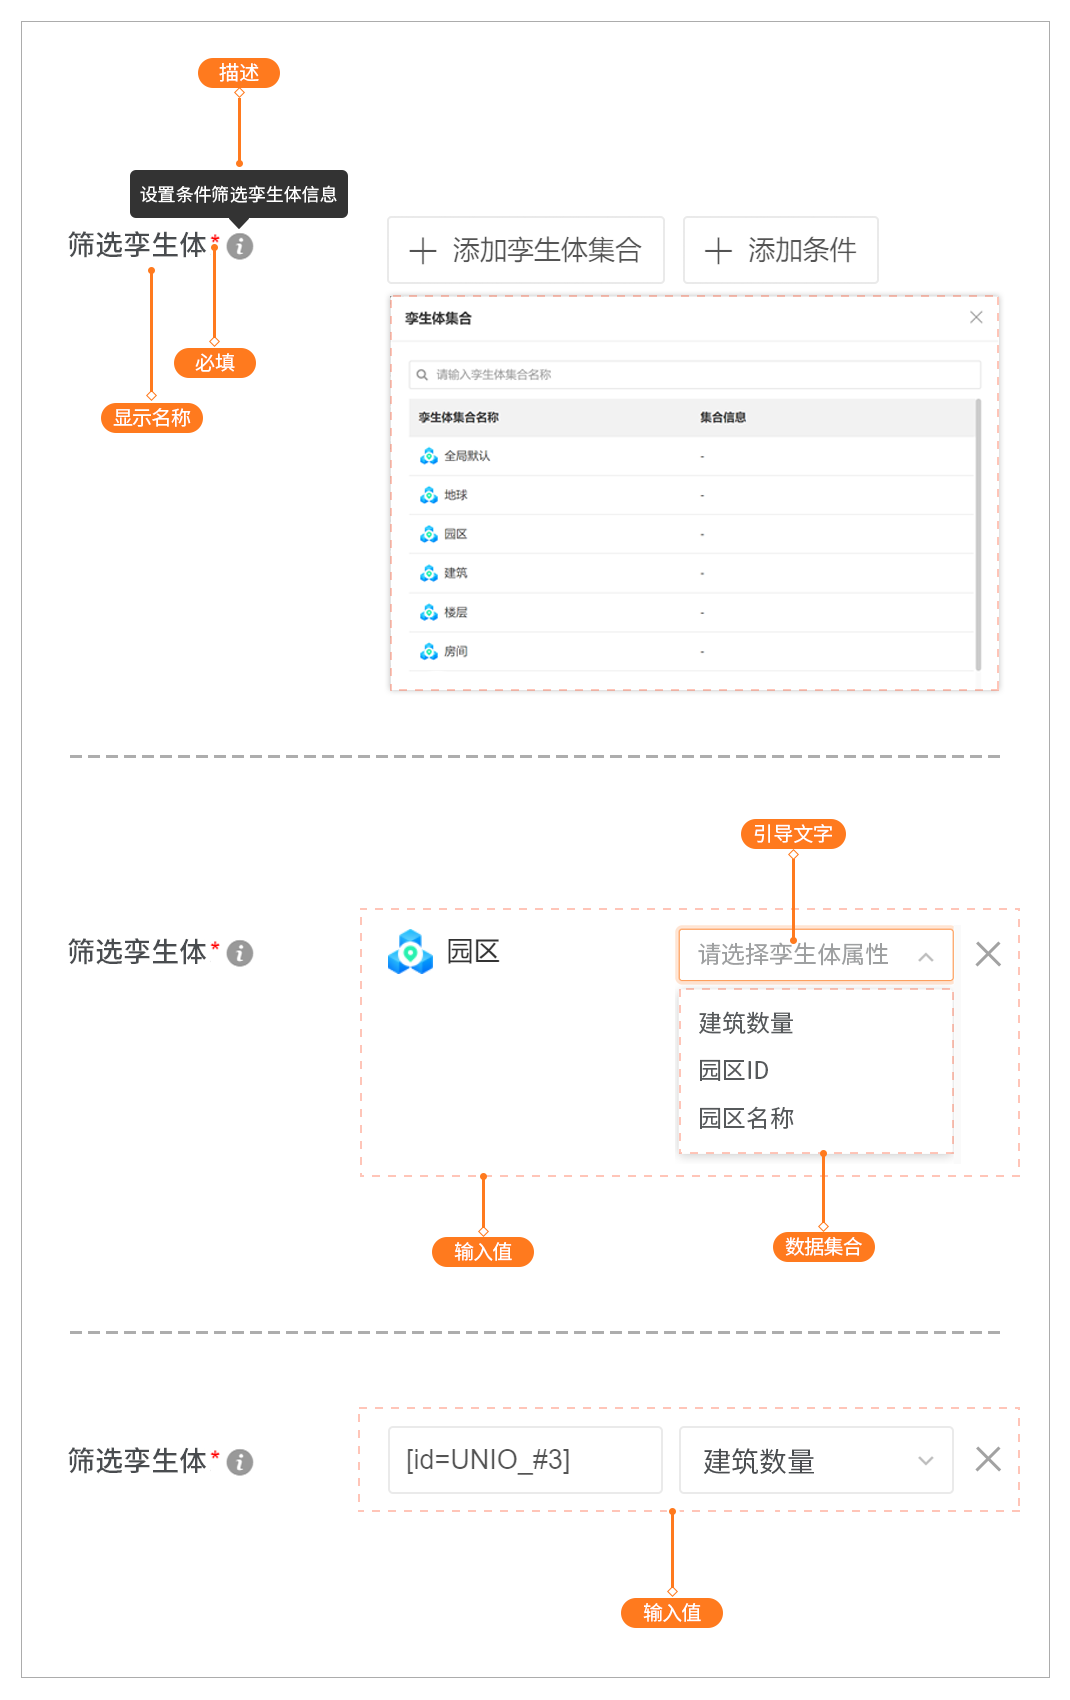 描述
设置条件筛选孪生体信息
筛选孪生体*
必填
显示名称
添加孪生体集合
添加条件
孪生体集合
请输入孪生体集合名称
孪生体集合名称 集合信息
全局默认 -
地球 -
园区 -
建筑 -
楼层 -
房间 -
引导文字
筛选孪生体*
园区
请选择孪生体属性
建筑数量
园区ID
园区名称
输入值
数据集合
筛选孪生体*
[id=UNIO_#3]
建筑数量
输入值